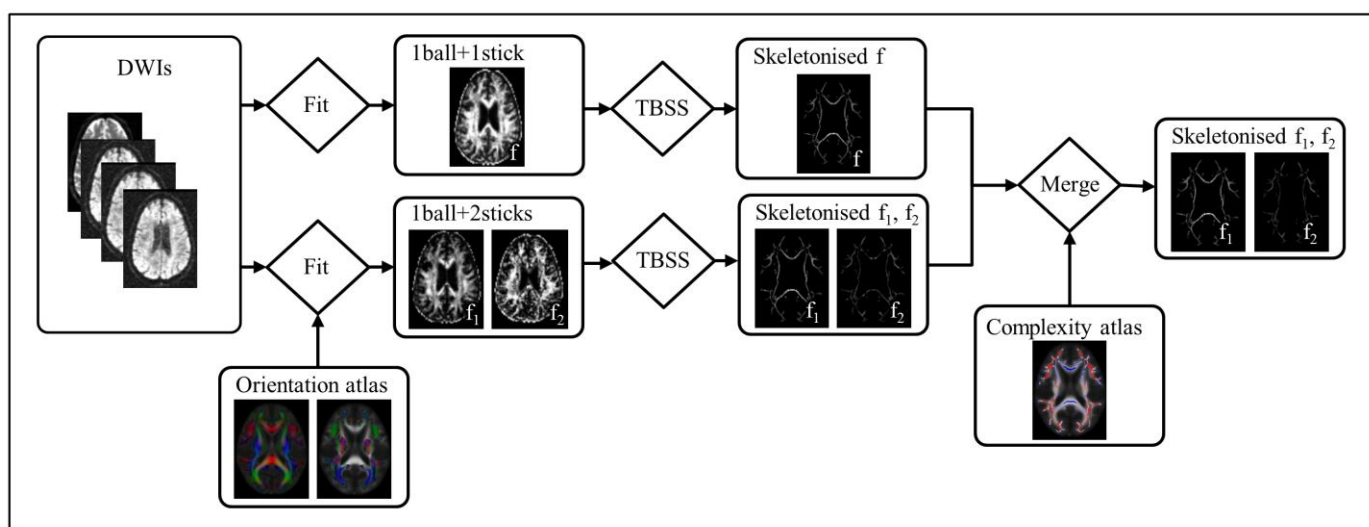 DWIs
Fit
1ball+1stick
f
TBSS
Skeletonised f
f
Fit
1ball+2sticks
f₁
f₂
TBSS
Skeletonised f₁, f₂
f₁
f₂
Merge
Skeletonised f₁, f₂
f₁
f₂
Orientation atlas
Complexity atlas